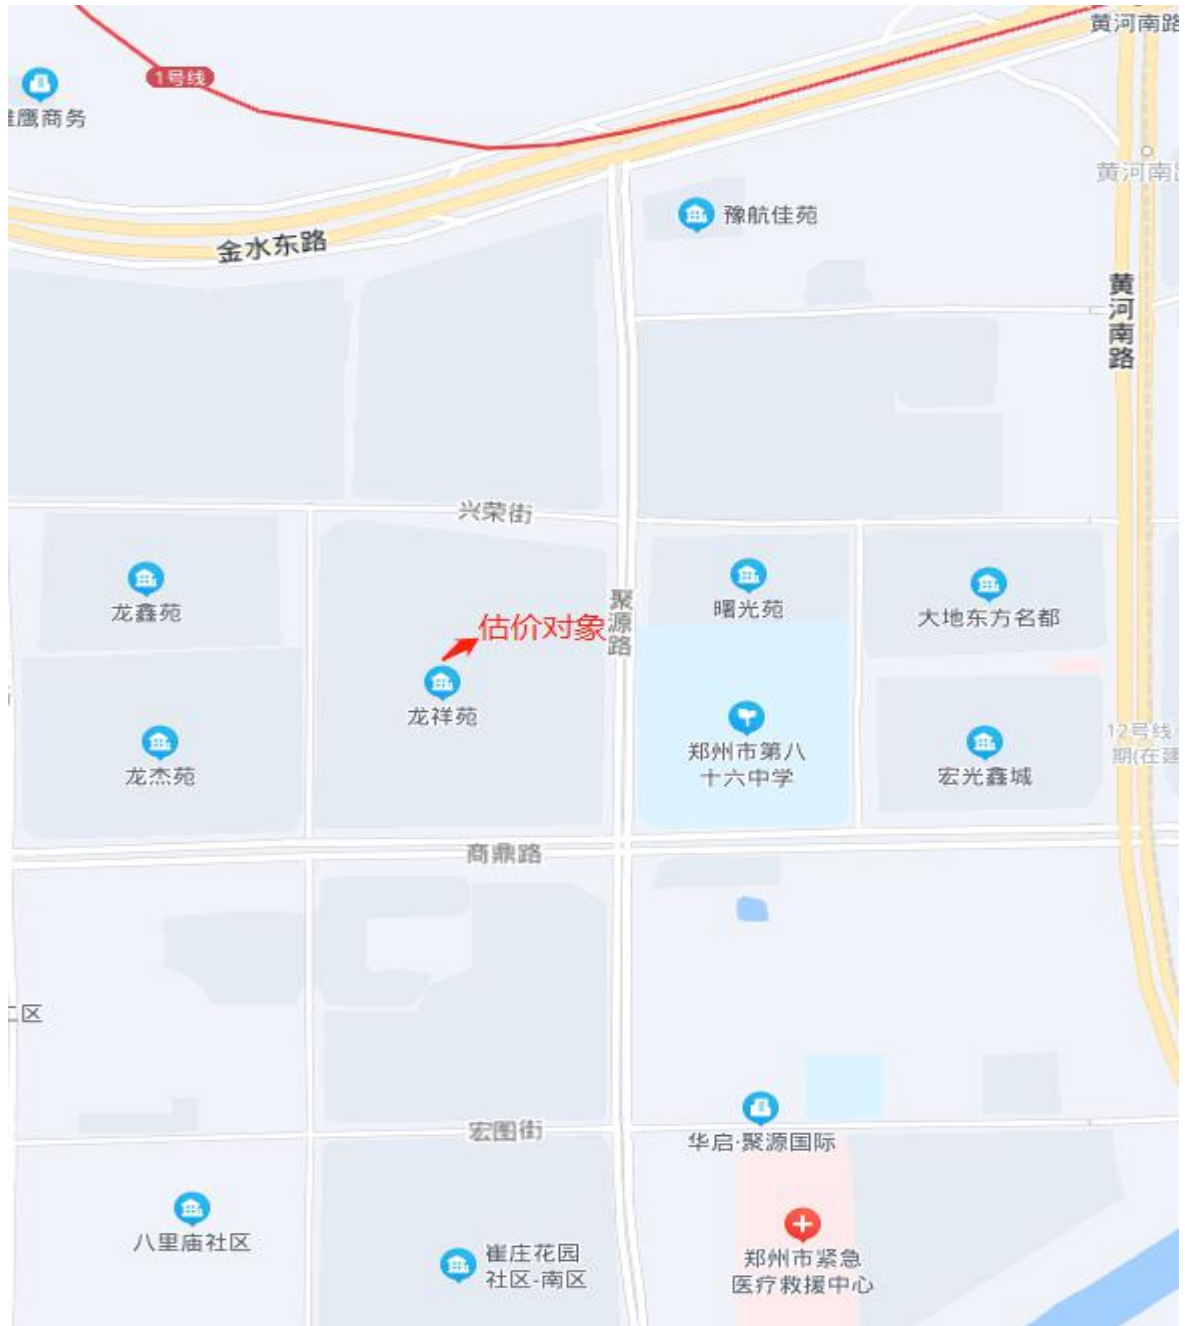 黄河南路
1号线
鹰商务
黄河南
豫航佳苑
金水东路
黄河南路
兴荣街
龙鑫苑
曙光苑
大地东方名都
聚源路
估价对象
龙祥苑
龙杰苑
郑州市第八
十六中学
宏光鑫城
12号线
期(在建
商鼎路
二区
宏图街
华启·聚源国际
八里庙社区
崔庄花园
社区-南区
郑州市紧急
医疗救援中心